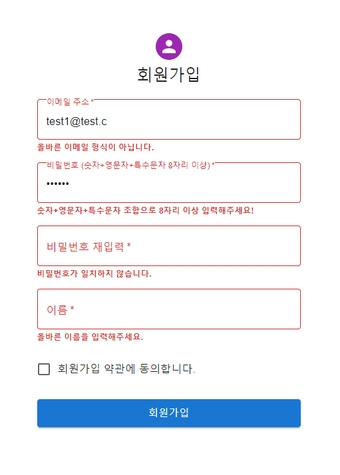 회원가입
이메일 주소 *
test1@test.c
올바른 이메일 형식이 아닙니다.
비밀번호 (숫자+영문자+특수문자 8자리 이상) *
••••••
숫자+영문자+특수문자 조합으로 8자리 이상 입력해주세요!
비밀번호 재입력 *
비밀번호가 일치하지 않습니다.
이름 *
올바른 이름을 입력해주세요.
회원가입 약관에 동의합니다.
회원가입